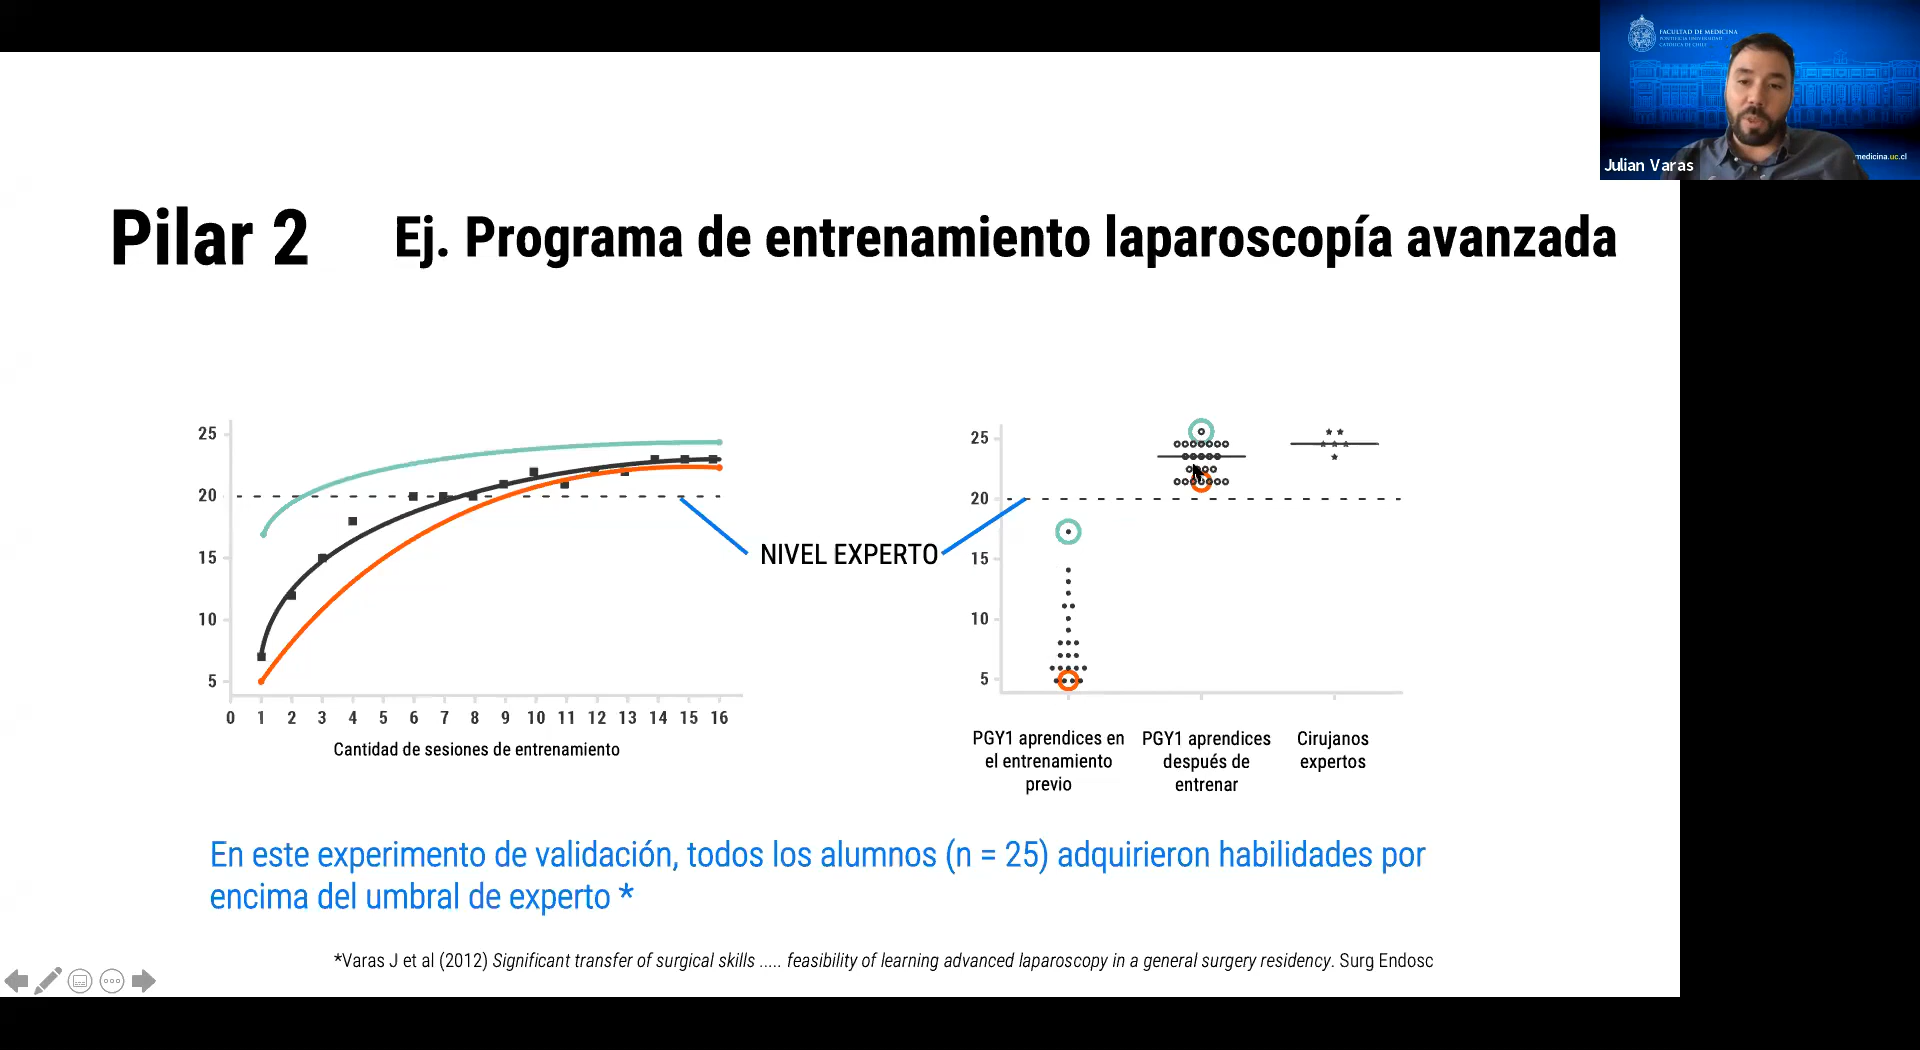 FACULTAD DE MEDICINA
PONTIFICIA UNIVERSIDAD
CATÓLICA DE CHILE
medicina.uc.cl
Julian Varas
Pilar 2
Ej. Programa de entrenamiento laparoscopía avanzada
25
20
15
10
5
0 1 2 3 4 5 6 7 8 9 10 11 12 13 14 15 16
Cantidad de sesiones de entrenamiento
NIVEL EXPERTO
25
20
15
10
5
PGY1 aprendices en
el entrenamiento
previo
PGY1 aprendices
después de
entrenar
Cirujanos
expertos
En este experimento de validación, todos los alumnos (n = 25) adquirieron habilidades por
encima del umbral de experto *
*Varas J et al (2012) Significant transfer of surgical skills ..... feasibility of learning advanced laparoscopy in a general surgery residency. Surg Endosc